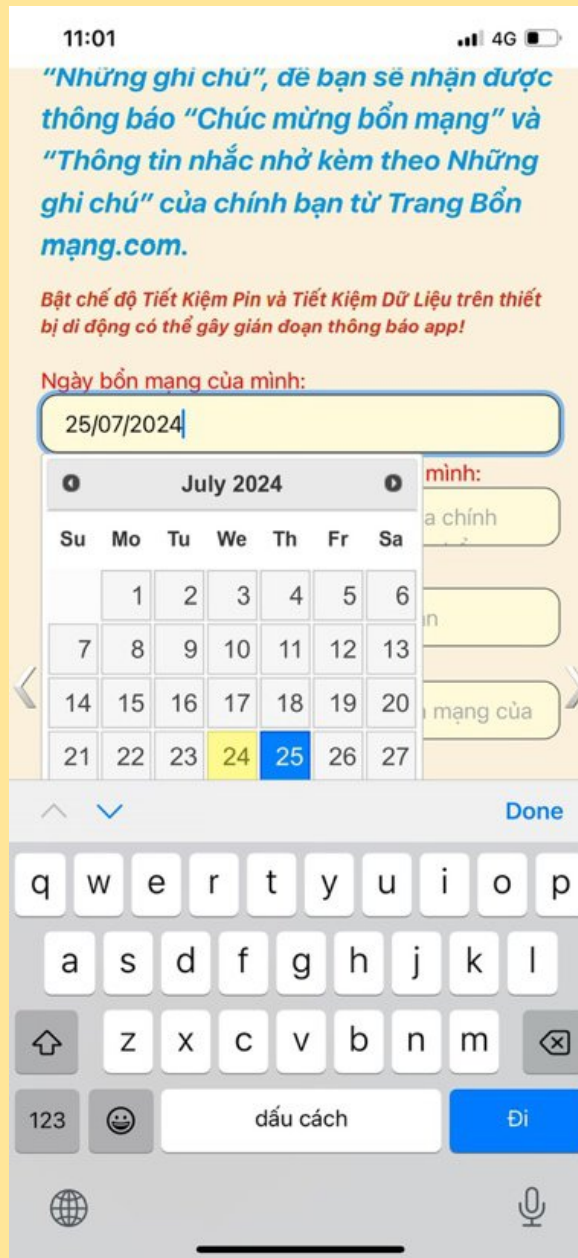 11:01 4G
“Những ghi chú”, để bạn sẽ nhận được
thông báo “Chúc mừng bổn mạng” và
“Thông tin nhắc nhở kèm theo Những
ghi chú” của chính bạn từ Trang Bổn
mạng.com.
Bật chế độ Tiết Kiệm Pin và Tiết Kiệm Dữ Liệu trên thiết
bị di động có thể gây gián đoạn thông báo app!
Ngày bổn mạng của mình:
25/07/2024
mình:
July 2024
a chính
Su Mo Tu We Th Fr Sa
1 2 3 4 5 6
7 8 9 10 11 12 13
14 15 16 17 18 19 20
mạng của
21 22 23 24 25 26 27
Done
q w e r t y u i o p
a s d f g h j k l
z x c v b n m
123 dấu cách Đi